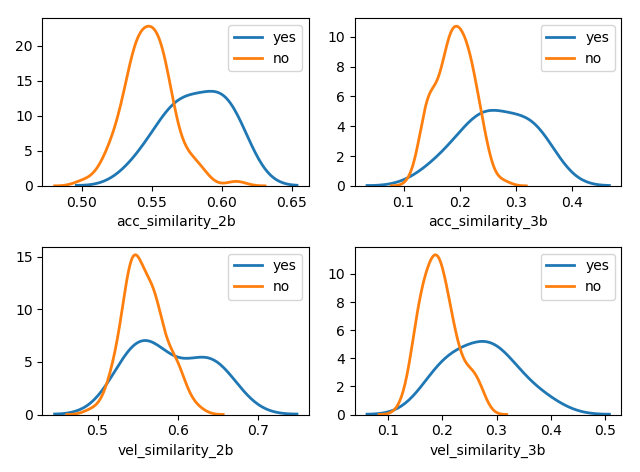 yes
no
20
15
10
5
0
0.50 0.55 0.60 0.65
acc_similarity_2b
yes
no
10
8
6
4
2
0
0.1 0.2 0.3 0.4
acc_similarity_3b
yes
no
15
10
5
0
0.5 0.6 0.7
vel_similarity_2b
yes
no
10
8
6
4
2
0
0.1 0.2 0.3 0.4 0.5
vel_similarity_3b